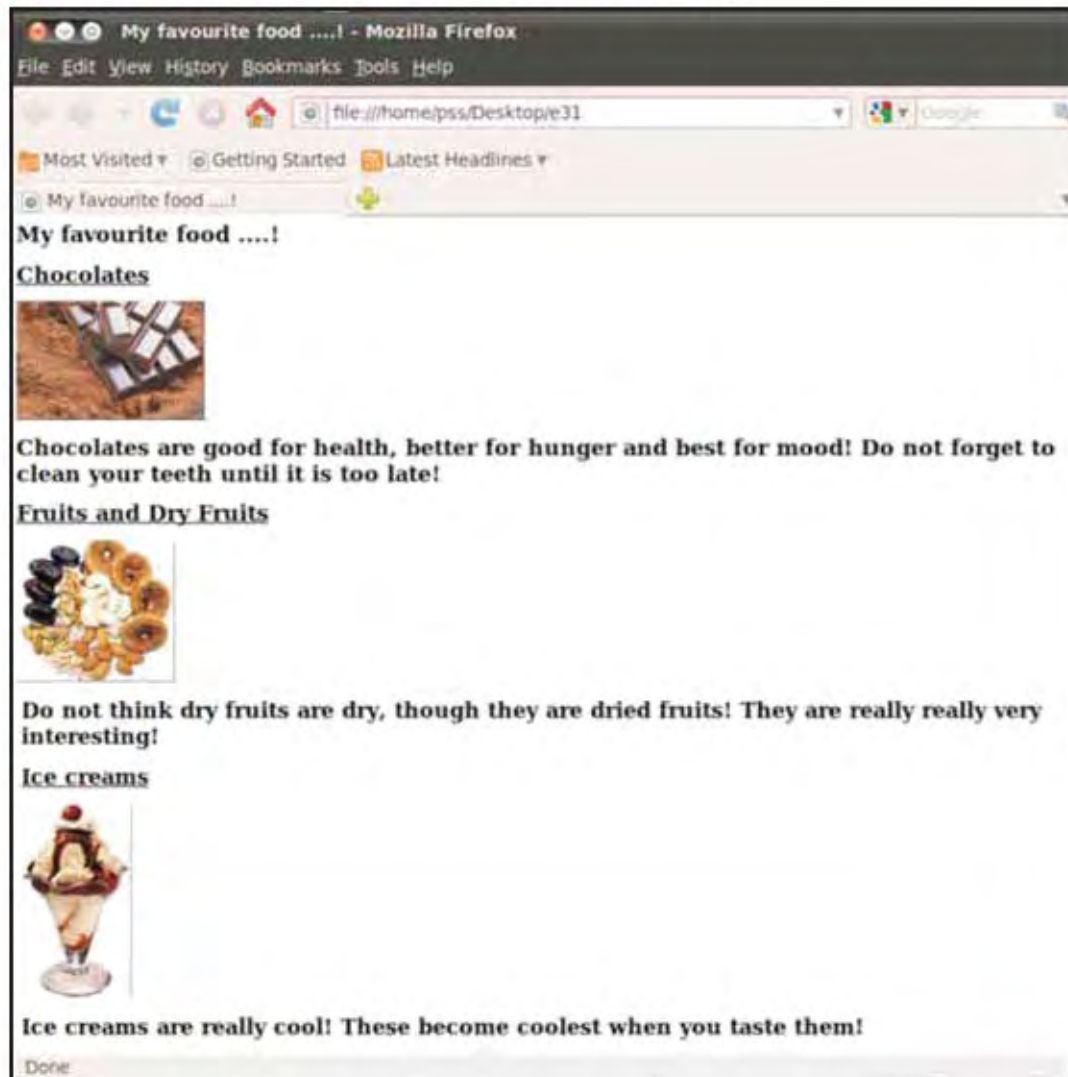 My favourite food ....! - Mozilla Firefox
File Edit View History Bookmarks Tools Help
file:///home/pss/Desktop/e31
Google
Most Visited Getting Started Latest Headlines
My favourite food ....!
My favourite food ....!
Chocolates
Chocolates are good for health, better for hunger and best for mood! Do not forget to
clean your teeth until it is too late!
Fruits and Dry Fruits
Do not think dry fruits are dry, though they are dried fruits! They are really really very
interesting!
Ice creams
Ice creams are really cool! These become coolest when you taste them!
Done